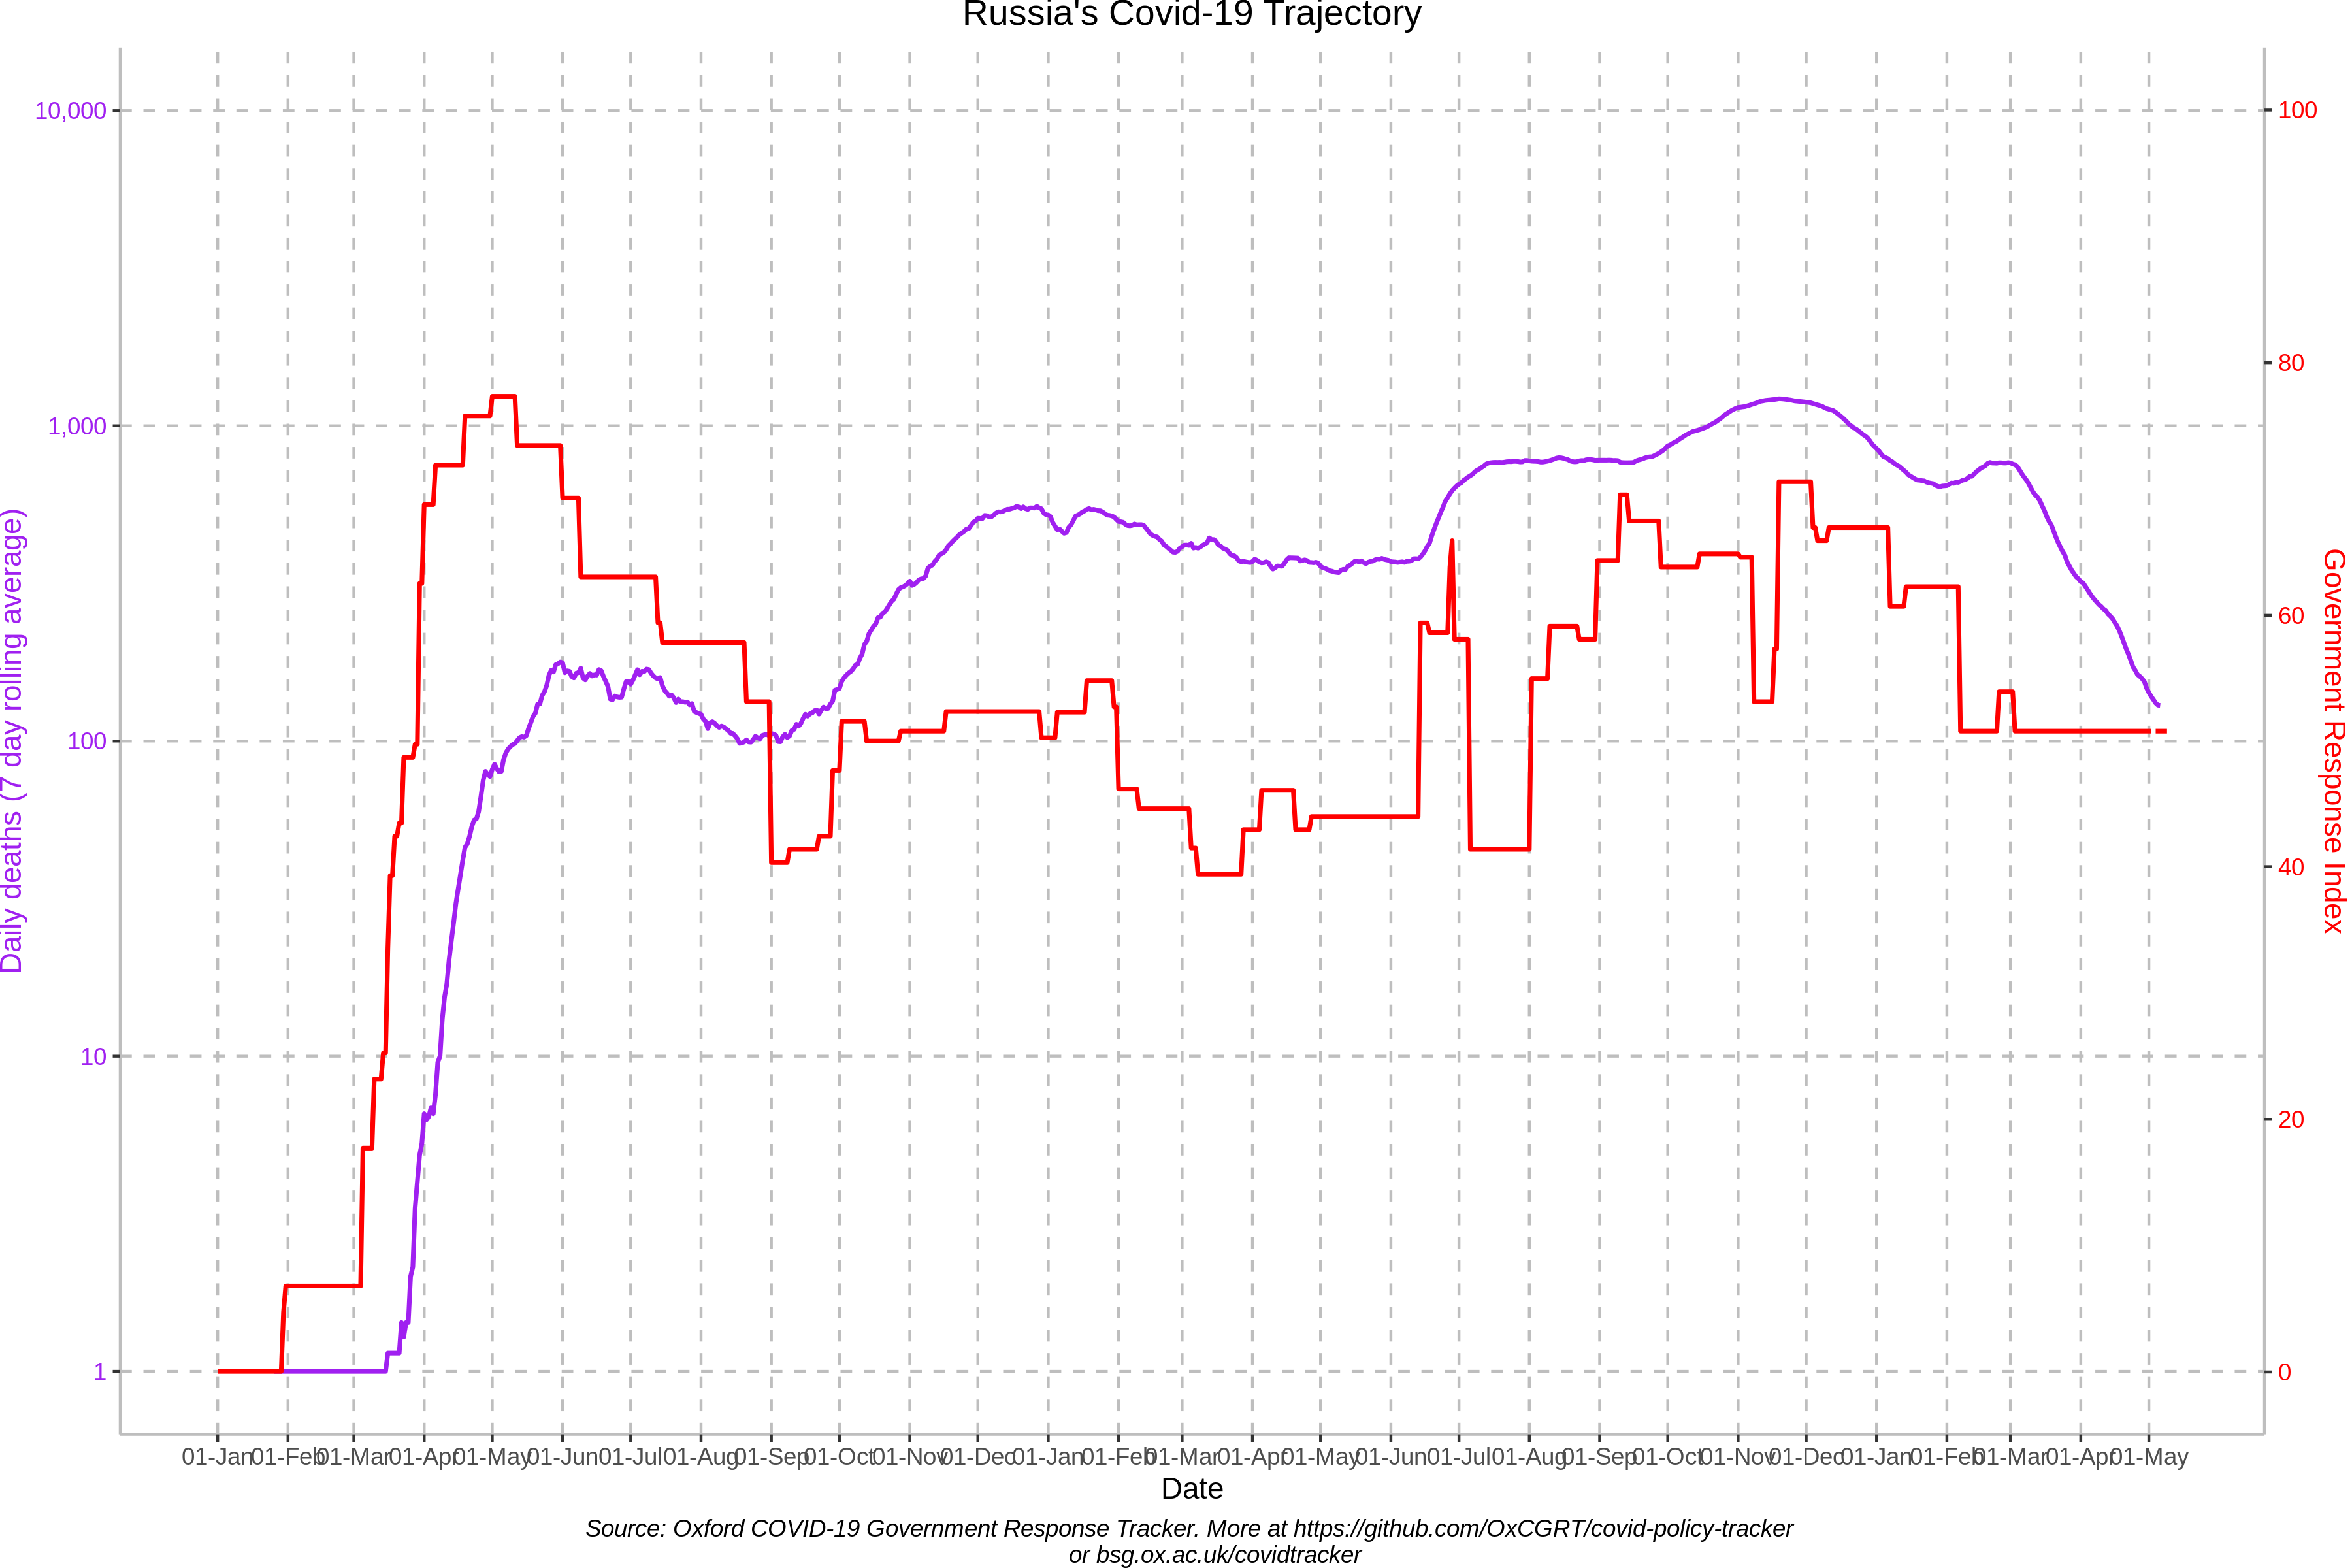 Russia's Covid-19 Trajectory
10,000
1,000
100
10
1
Daily deaths (7 day rolling average)
100
80
60
40
20
0
Government Response Index
01-Jan 01-Feb 01-Mar 01-Apr 01-May 01-Jun 01-Jul 01-Aug 01-Sep 01-Oct 01-Nov 01-Dec 01-Jan 01-Feb 01-Mar 01-Apr 01-May 01-Jun 01-Jul 01-Aug 01-Sep 01-Oct 01-Nov 01-Dec 01-Jan 01-Feb 01-Mar 01-Apr 01-May
Date
Source: Oxford COVID-19 Government Response Tracker. More at https://github.com/OxCGRT/covid-policy-tracker
or bsg.ox.ac.uk/covidtracker